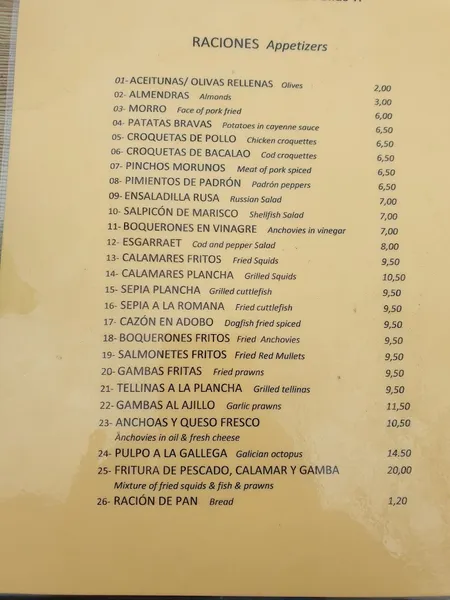 RACIONES Appetizers
01- ACEITUNAS/ OLIVAS RELLENAS Olives 2,00
02- ALMENDRAS Almonds 3,00
03- MORRO Face of pork fried 6,00
04- PATATAS BRAVAS Potatoes in cayenne sauce 6,50
05- CROQUETAS DE POLLO Chicken croquettes 6,50
06- CROQUETAS DE BACALAO Cod croquettes 6,50
07- PINCHOS MORUNOS Meat of pork spiced 6,50
08- PIMIENTOS DE PADRÓN Padrón peppers 6,50
09- ENSALADILLA RUSA Russian Salad 7,00
10- SALPICÓN DE MARISCO Shellfish Salad 7,00
11- BOQUERONES EN VINAGRE Anchovies in vinegar 7,00
12- ESGARRAET Cod and pepper Salad 8,00
13- CALAMARES FRITOS Fried Squids 9,50
14- CALAMARES PLANCHA Grilled Squids 10,50
15- SEPIA PLANCHA Grilled cuttlefish 9,50
16- SEPIA A LA ROMANA Fried cuttlefish 9,50
17- CAZÓN EN ADOBO Dogfish fried spiced 9,50
18- BOQUERONES FRITOS Fried Anchovies 9,50
19- SALMONETES FRITOS Fried Red Mullets 9,50
20- GAMBAS FRITAS Fried prawns 9,50
21- TELLINAS A LA PLANCHA Grilled tellinas 9,50
22- GAMBAS AL AJILLO Garlic prawns 11,50
23- ANCHOAS Y QUESO FRESCO 10,50
Anchovies in oil & fresh cheese
24- PULPO A LA GALLEGA Galician octopus 14.50
25- FRITURA DE PESCADO, CALAMAR Y GAMBA 20,00
Mixture of fried squids & fish & prawns
26- RACIÓN DE PAN Bread 1,20